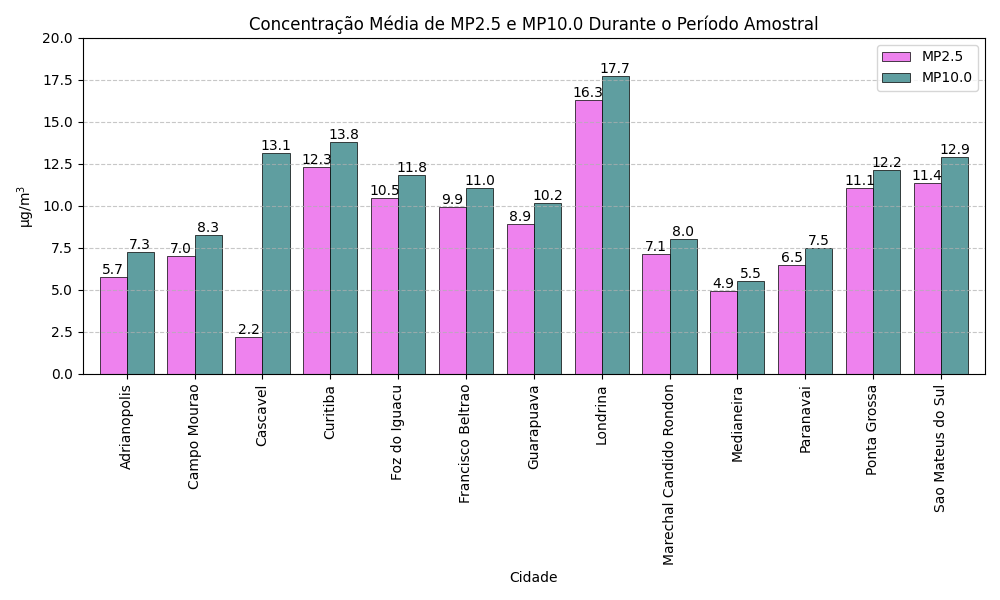 Concentração Média de MP2.5 e MP10.0 Durante o Período Amostral
MP2.5
MP10.0
µg/m³
20.0
17.5
15.0
12.5
10.0
7.5
5.0
2.5
0.0
5.7
7.3
7.0
8.3
2.2
13.1
12.3
13.8
10.5
11.8
9.9
11.0
8.9
10.2
16.3
17.7
7.1
8.0
4.9
5.5
6.5
7.5
11.1
12.2
11.4
12.9
Adrianopolis
Campo Mourao
Cascavel
Curitiba
Foz do Iguacu
Francisco Beltrao
Guarapuava
Londrina
Marechal Candido Rondon
Medianeira
Paranavai
Ponta Grossa
Sao Mateus do Sul
Cidade